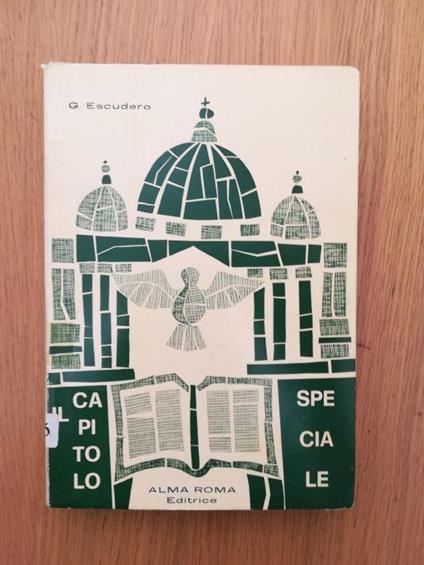 G. Escudero
IL
CA
PI
TO
LO
SPE
CIA
LE
ALMA ROMA
Editrice